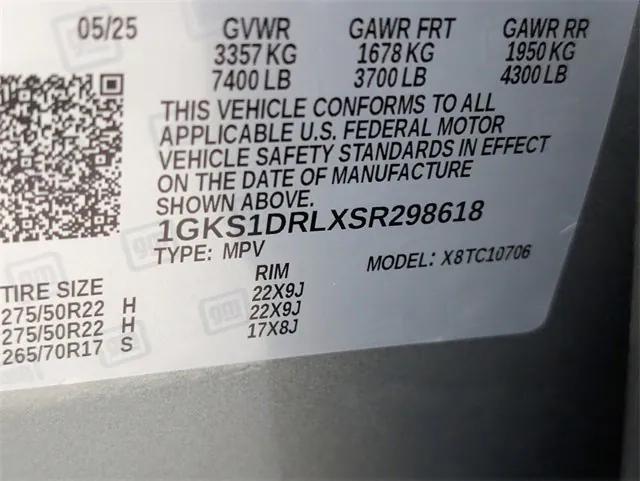 05/25 GVWR GAWR FRT GAWR RR
3357 KG 1678 KG 1950 KG
7400 LB 3700 LB 4300 LB
THIS VEHICLE CONFORMS TO ALL
APPLICABLE U.S. FEDERAL MOTOR
VEHICLE SAFETY STANDARDS IN EFFECT
ON THE DATE OF MANUFACTURE
SHOWN ABOVE.
1GKS1DRLXSR298618
TYPE: MPV MODEL: X8TC10706
TIRE SIZE RIM
275/50R22 H 22X9J
275/50R22 H 22X9J
265/70R17 S 17X8J